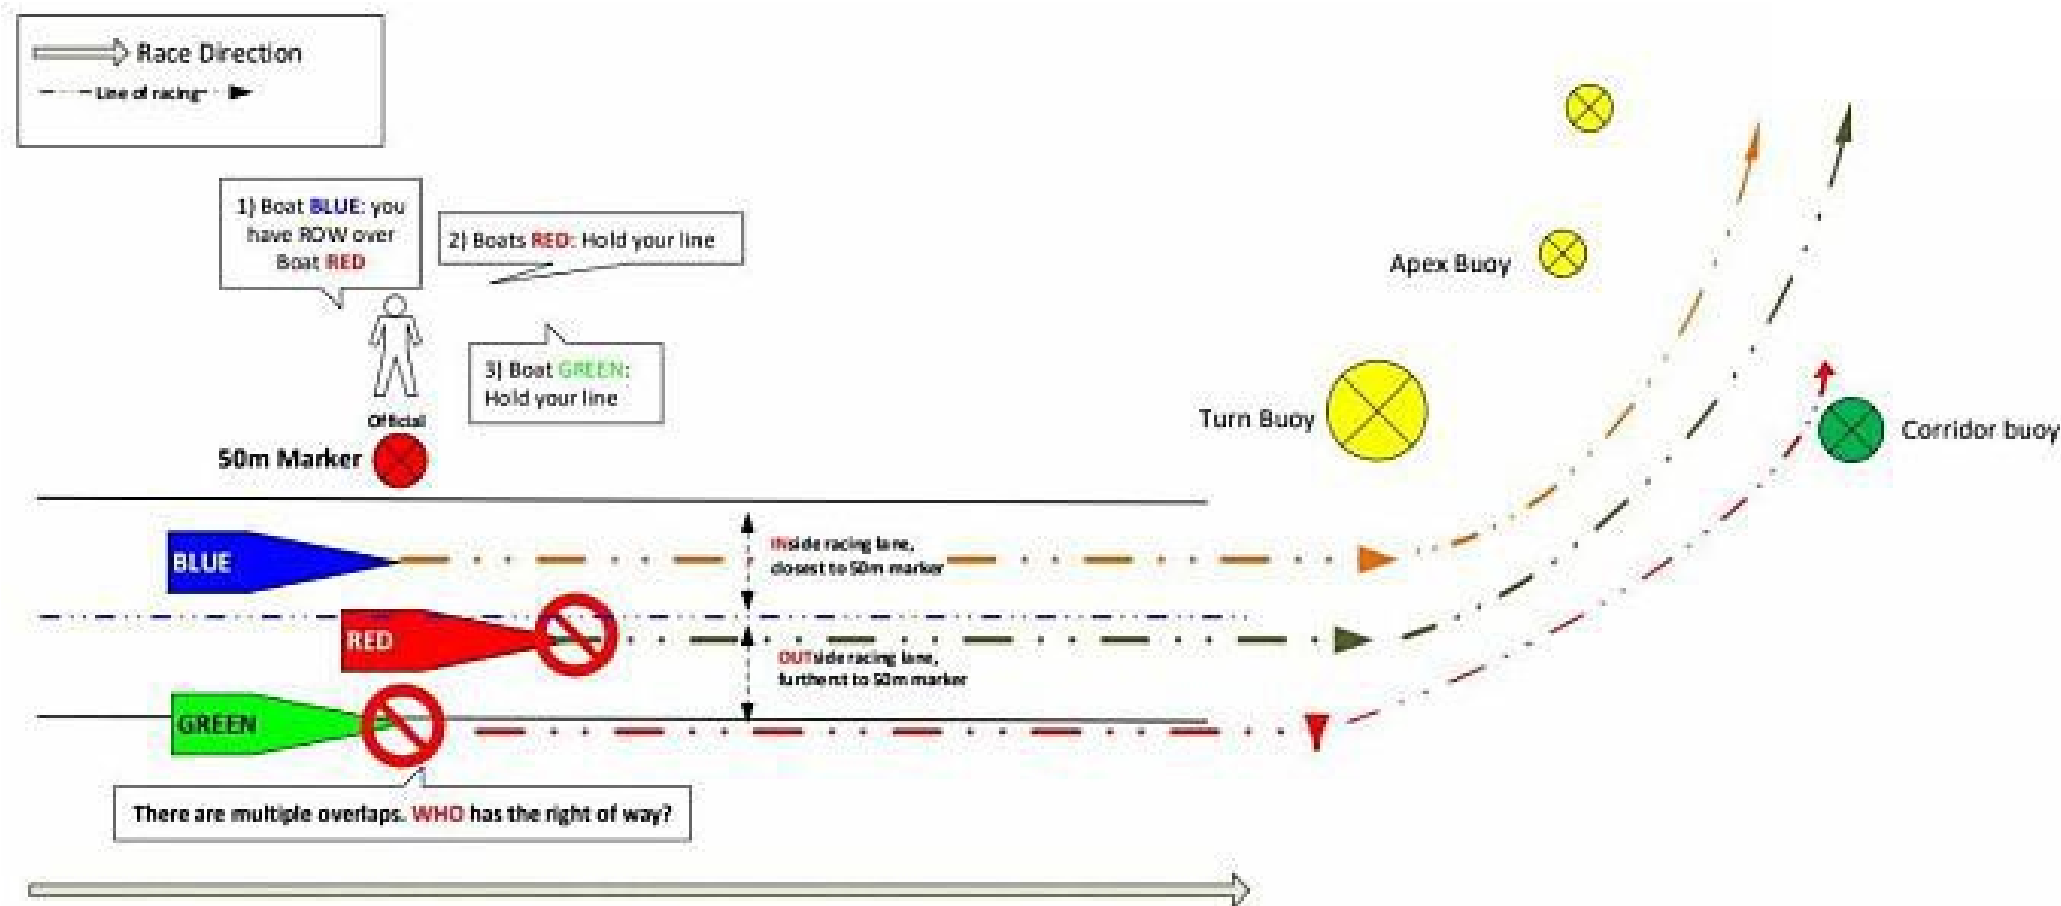 Race Direction
Line of racing
1) Boat BLUE: you
have ROW over
Boat RED
2) Boats RED: Hold your line
3) Boat GREEN:
Hold your line
Official
50m Marker
Apex Buoy
Turn Buoy
Corridor buoy
BLUE
INside racing lane,
closest to 50m marker
RED
OUTside racing lane,
furtherst to 50m marker
GREEN
There are multiple overlaps. WHO has the right of way?